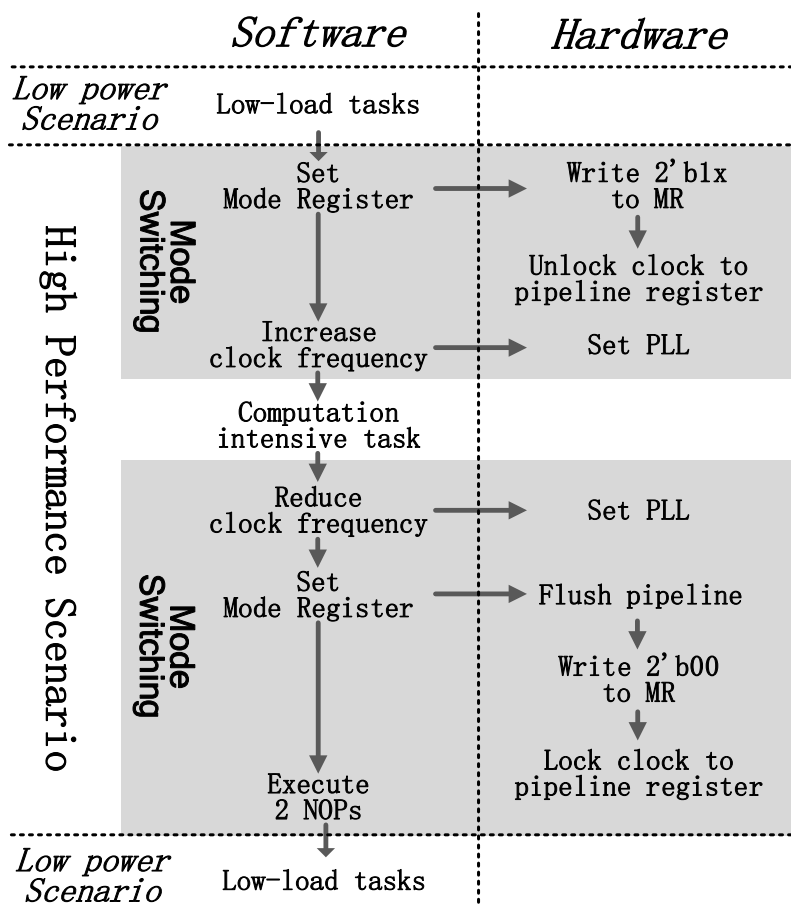 Software
Hardware
Low power
Scenario
Low-load tasks
High Performance Scenario
Mode
Switching
Set
Mode Register
Write 2'b1x
to MR
Unlock clock to
pipeline register
Increase
clock frequency
Set PLL
Computation
intensive task
Mode
Switching
Reduce
clock frequency
Set PLL
Set
Mode Register
Flush pipeline
Write 2'b00
to MR
Lock clock to
pipeline register
Execute
2 NOPs
Low power
Scenario
Low-load tasks